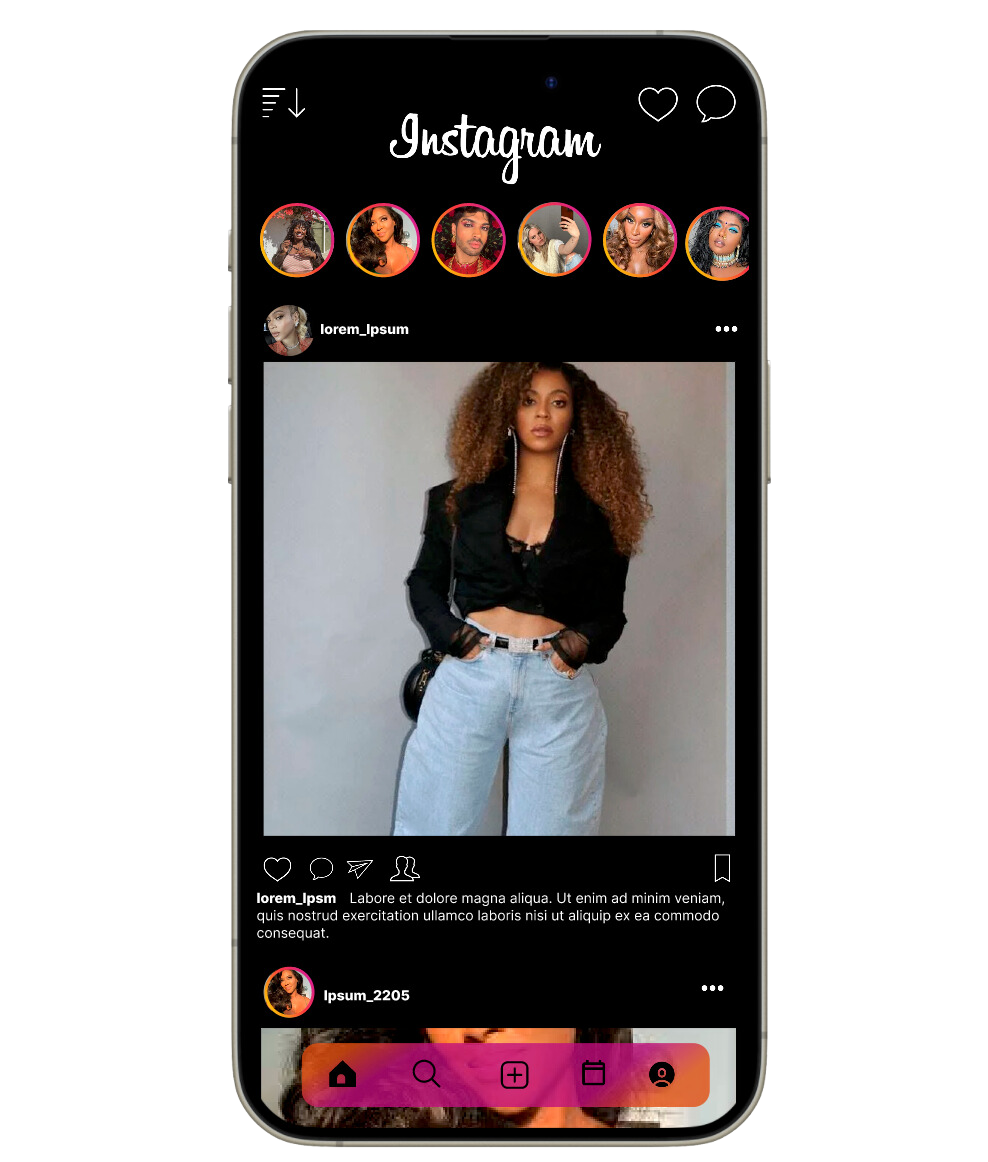 Instagram
lorem_Ipsum
lorem_Ipsm Labore et dolore magna aliqua. Ut enim ad minim veniam,
quis nostrud exercitation ullamco laboris nisi ut aliquip ex ea commodo
consequat.
Ipsum_2205